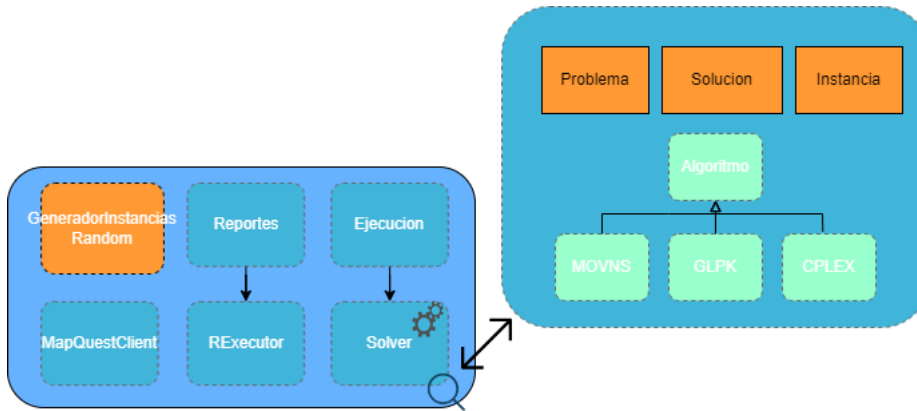 Problema
Solucion
Instancia
Algoritmo
MOVNS
GLPK
CPLEX
GeneradorInstancias
Random
Reportes
Ejecucion
MapQuestClient
RExecutor
Solver